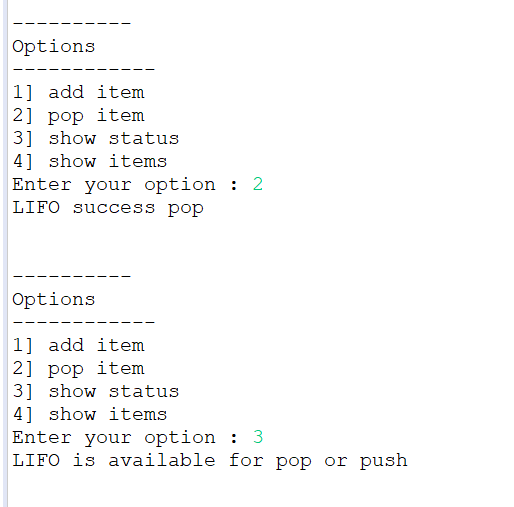 ----------
Options
------------
1] add item
2] pop item
3] show status
4] show items
Enter your option : 2
LIFO success pop
----------
Options
------------
1] add item
2] pop item
3] show status
4] show items
Enter your option : 3
LIFO is available for pop or push